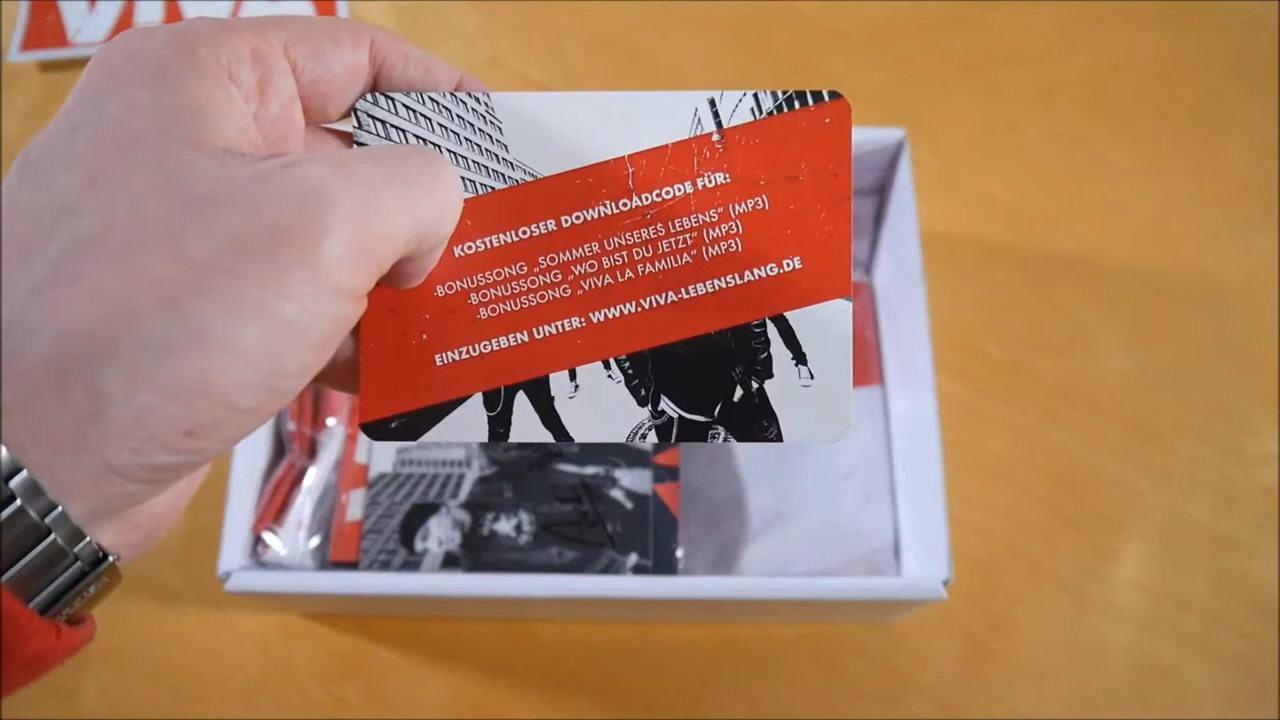 VIVA
KOSTENLOSER DOWNLOADCODE FÜR:
-BONUSSONG „SOMMER UNSERES LEBENS“ (MP3)
-BONUSSONG „WO BIST DU JETZT“ (MP3)
-BONUSSONG „VIVA LA FAMILIA“ (MP3)
EINZUGEBEN UNTER: WWW.VIVA-LEBENSLANG.DE